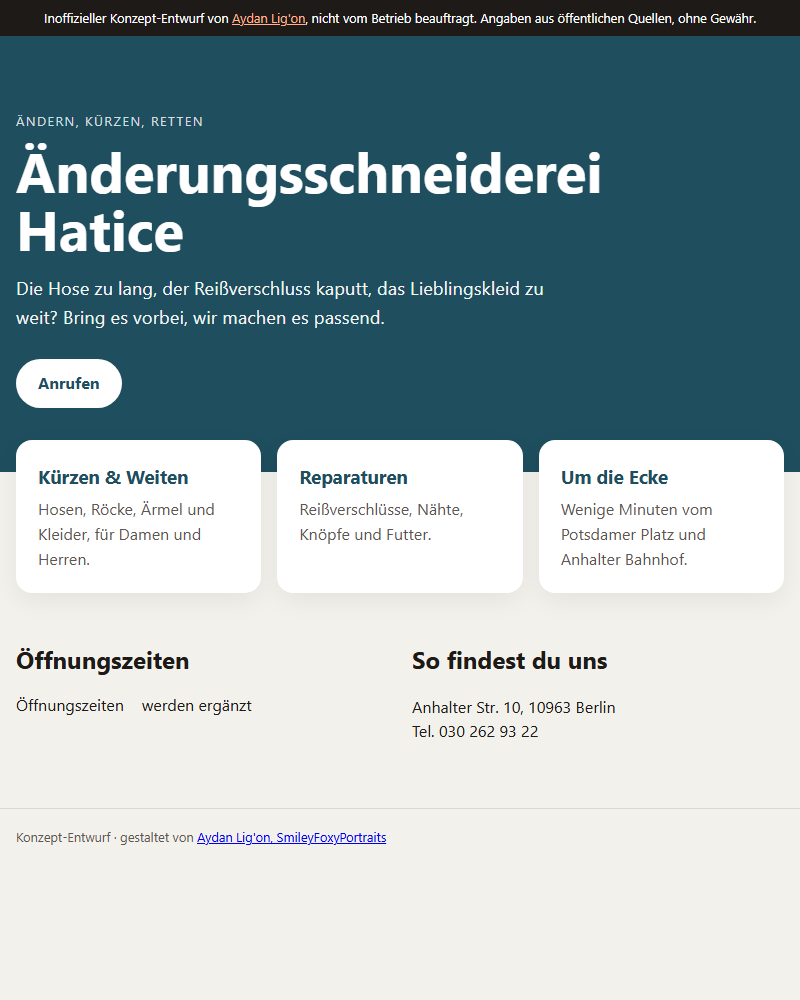 Inoffizieller Konzept-Entwurf von Aydan Lig'on, nicht vom Betrieb beauftragt. Angaben aus öffentlichen Quellen, ohne Gewähr.
ÄNDERN, KÜRZEN, RETTEN
Änderungsschneiderei
Hatice
Die Hose zu lang, der Reißverschluss kaputt, das Lieblingskleid zu
weit? Bring es vorbei, wir machen es passend.
Anrufen
Kürzen & Weiten
Hosen, Röcke, Ärmel und
Kleider, für Damen und
Herren.
Reparaturen
Reißverschlüsse, Nähte,
Knöpfe und Futter.
Um die Ecke
Wenige Minuten vom
Potsdamer Platz und
Anhalter Bahnhof.
Öffnungszeiten
Öffnungszeiten werden ergänzt
So findest du uns
Anhalter Str. 10, 10963 Berlin
Tel. 030 262 93 22
Konzept-Entwurf · gestaltet von Aydan Lig'on, SmileyFoxyPortraits